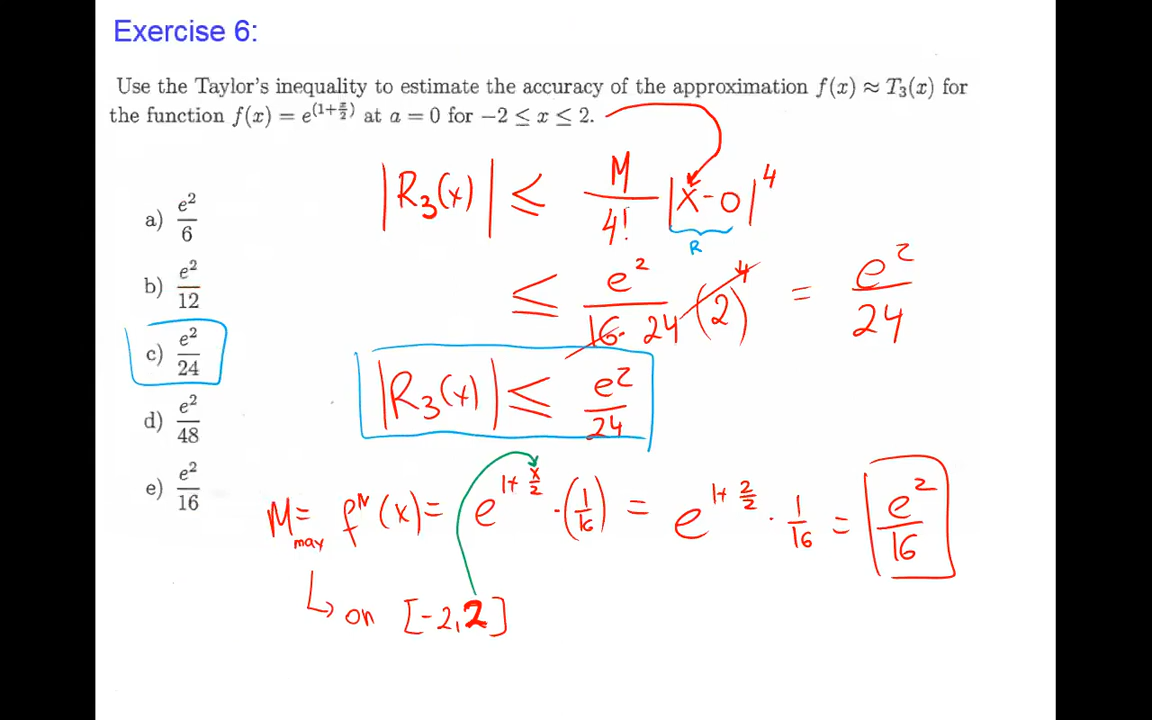 Exercise 6:
Use the Taylor's inequality to estimate the accuracy of the approximation f(x) ≈ T₃(x) for
the function f(x) = e^(1+x/2) at a = 0 for −2 ≤ x ≤ 2.
|R₃(x)| ≤ M/4! |x-0|⁴
R
a) e²/6
≤ e²/(16·24) (2)⁴ = e²/24
b) e²/12
c) e²/24
|R₃(x)| ≤ e²/24
d) e²/48
e) e²/16
M = f^IV(x) = e^(1+x/2) · (1/16) = e^(1+2/2) · 1/16 = e²/16
may
↳ on [-2,2]